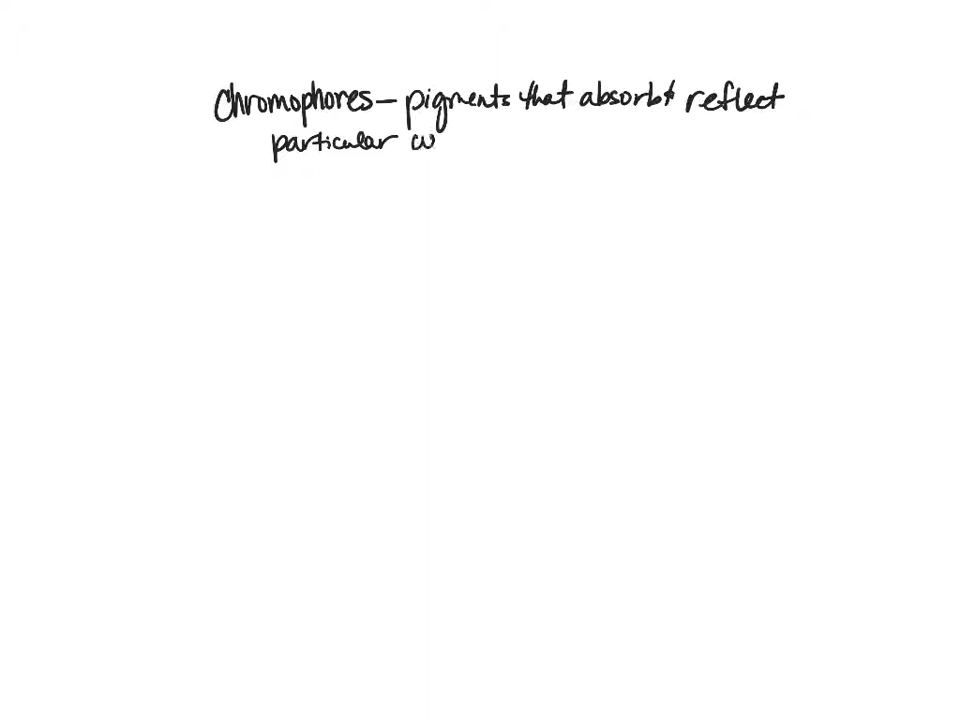 Chromophores – pigments that absorb & reflect
particular w